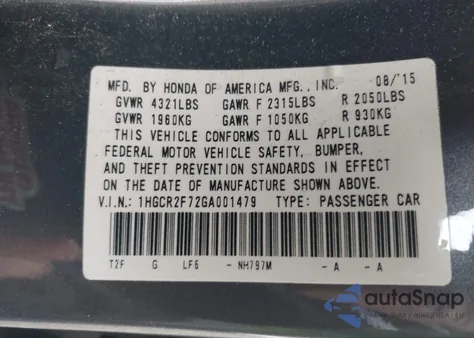 MFD. BY HONDA OF AMERICA MFG., INC. 08/'15
GVWR 4321LBS GAWR F 2315LBS R 2050LBS
GVWR 1960KG GAWR F 1050KG R 930KG
THIS VEHICLE CONFORMS TO ALL APPLICABLE
FEDERAL MOTOR VEHICLE SAFETY, BUMPER,
AND THEFT PREVENTION STANDARDS IN EFFECT
ON THE DATE OF MANUFACTURE SHOWN ABOVE.
V.I.N.: 1HGCR2F72GA001479 TYPE: PASSENGER CAR
T2F G LF6 - NH797M - A - A
autoSnap